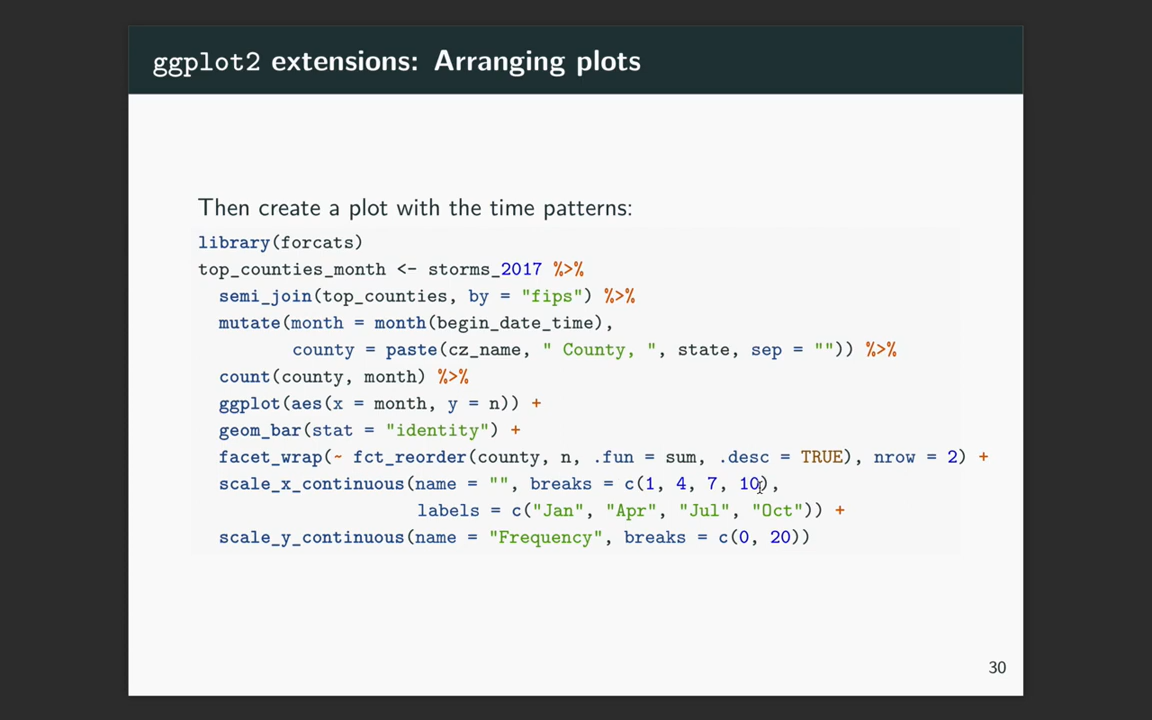 ggplot2 extensions: Arranging plots
Then create a plot with the time patterns:
library(forcats)
top_counties_month <- storms_2017 %>%
  semi_join(top_counties, by = "fips") %>%
  mutate(month = month(begin_date_time),
         county = paste(cz_name, " County, ", state, sep = "")) %>%
  count(county, month) %>%
  ggplot(aes(x = month, y = n)) +
  geom_bar(stat = "identity") +
  facet_wrap(~ fct_reorder(county, n, .fun = sum, .desc = TRUE), nrow = 2) +
  scale_x_continuous(name = "", breaks = c(1, 4, 7, 10),
                     labels = c("Jan", "Apr", "Jul", "Oct")) +
  scale_y_continuous(name = "Frequency", breaks = c(0, 20))
30